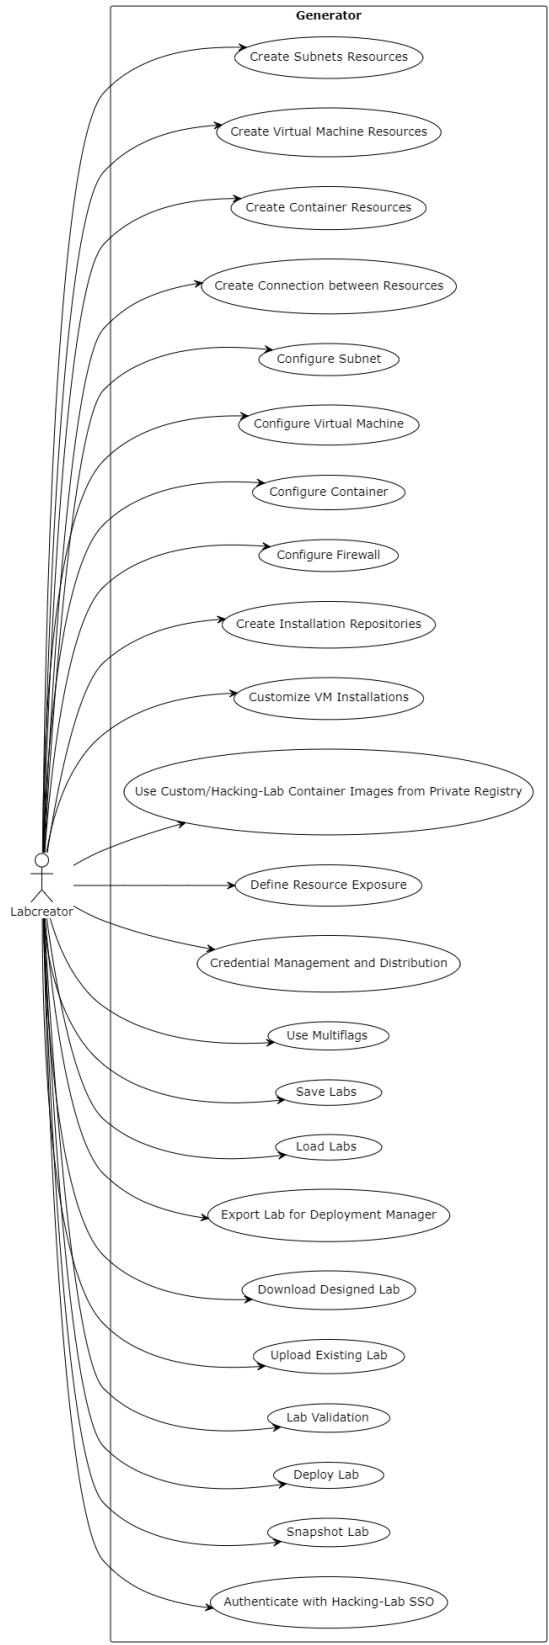 Generator
Create Subnets Resources
Create Virtual Machine Resources
Create Container Resources
Create Connection between Resources
Configure Subnet
Configure Virtual Machine
Configure Container
Configure Firewall
Create Installation Repositories
Customize VM Installations
Use Custom/Hacking-Lab Container Images from Private Registry
Define Resource Exposure
Labcreator
Credential Management and Distribution
Use Multiflags
Save Labs
Load Labs
Export Lab for Deployment Manager
Download Designed Lab
Upload Existing Lab
Lab Validation
Deploy Lab
Snapshot Lab
Authenticate with Hacking-Lab SSO